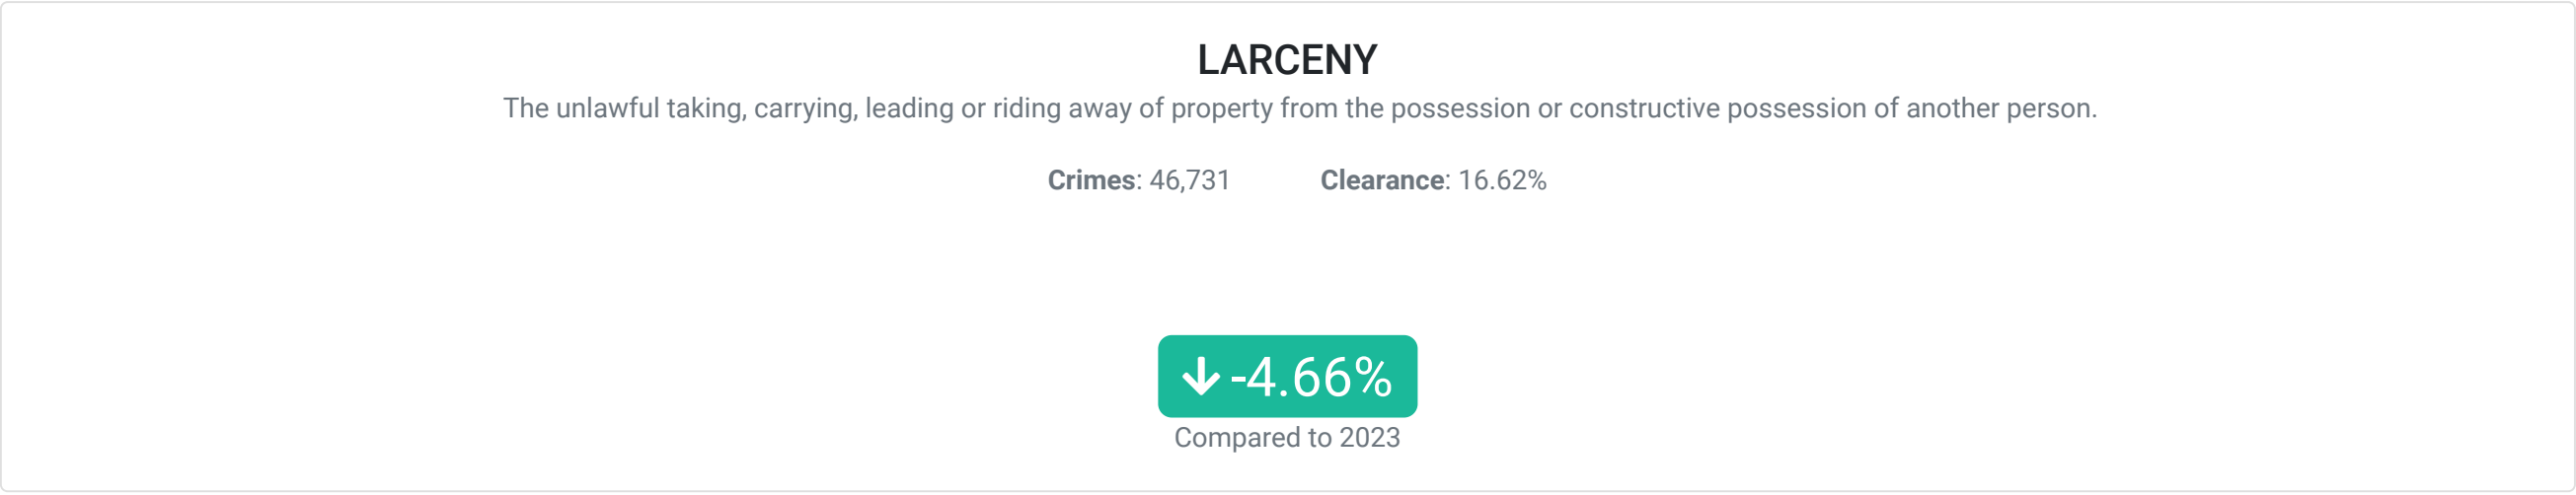 LARCENY
The unlawful taking, carrying, leading or riding away of property from the possession or constructive possession of another person.
Crimes: 46,731 Clearance: 16.62%
-4.66%
Compared to 2023